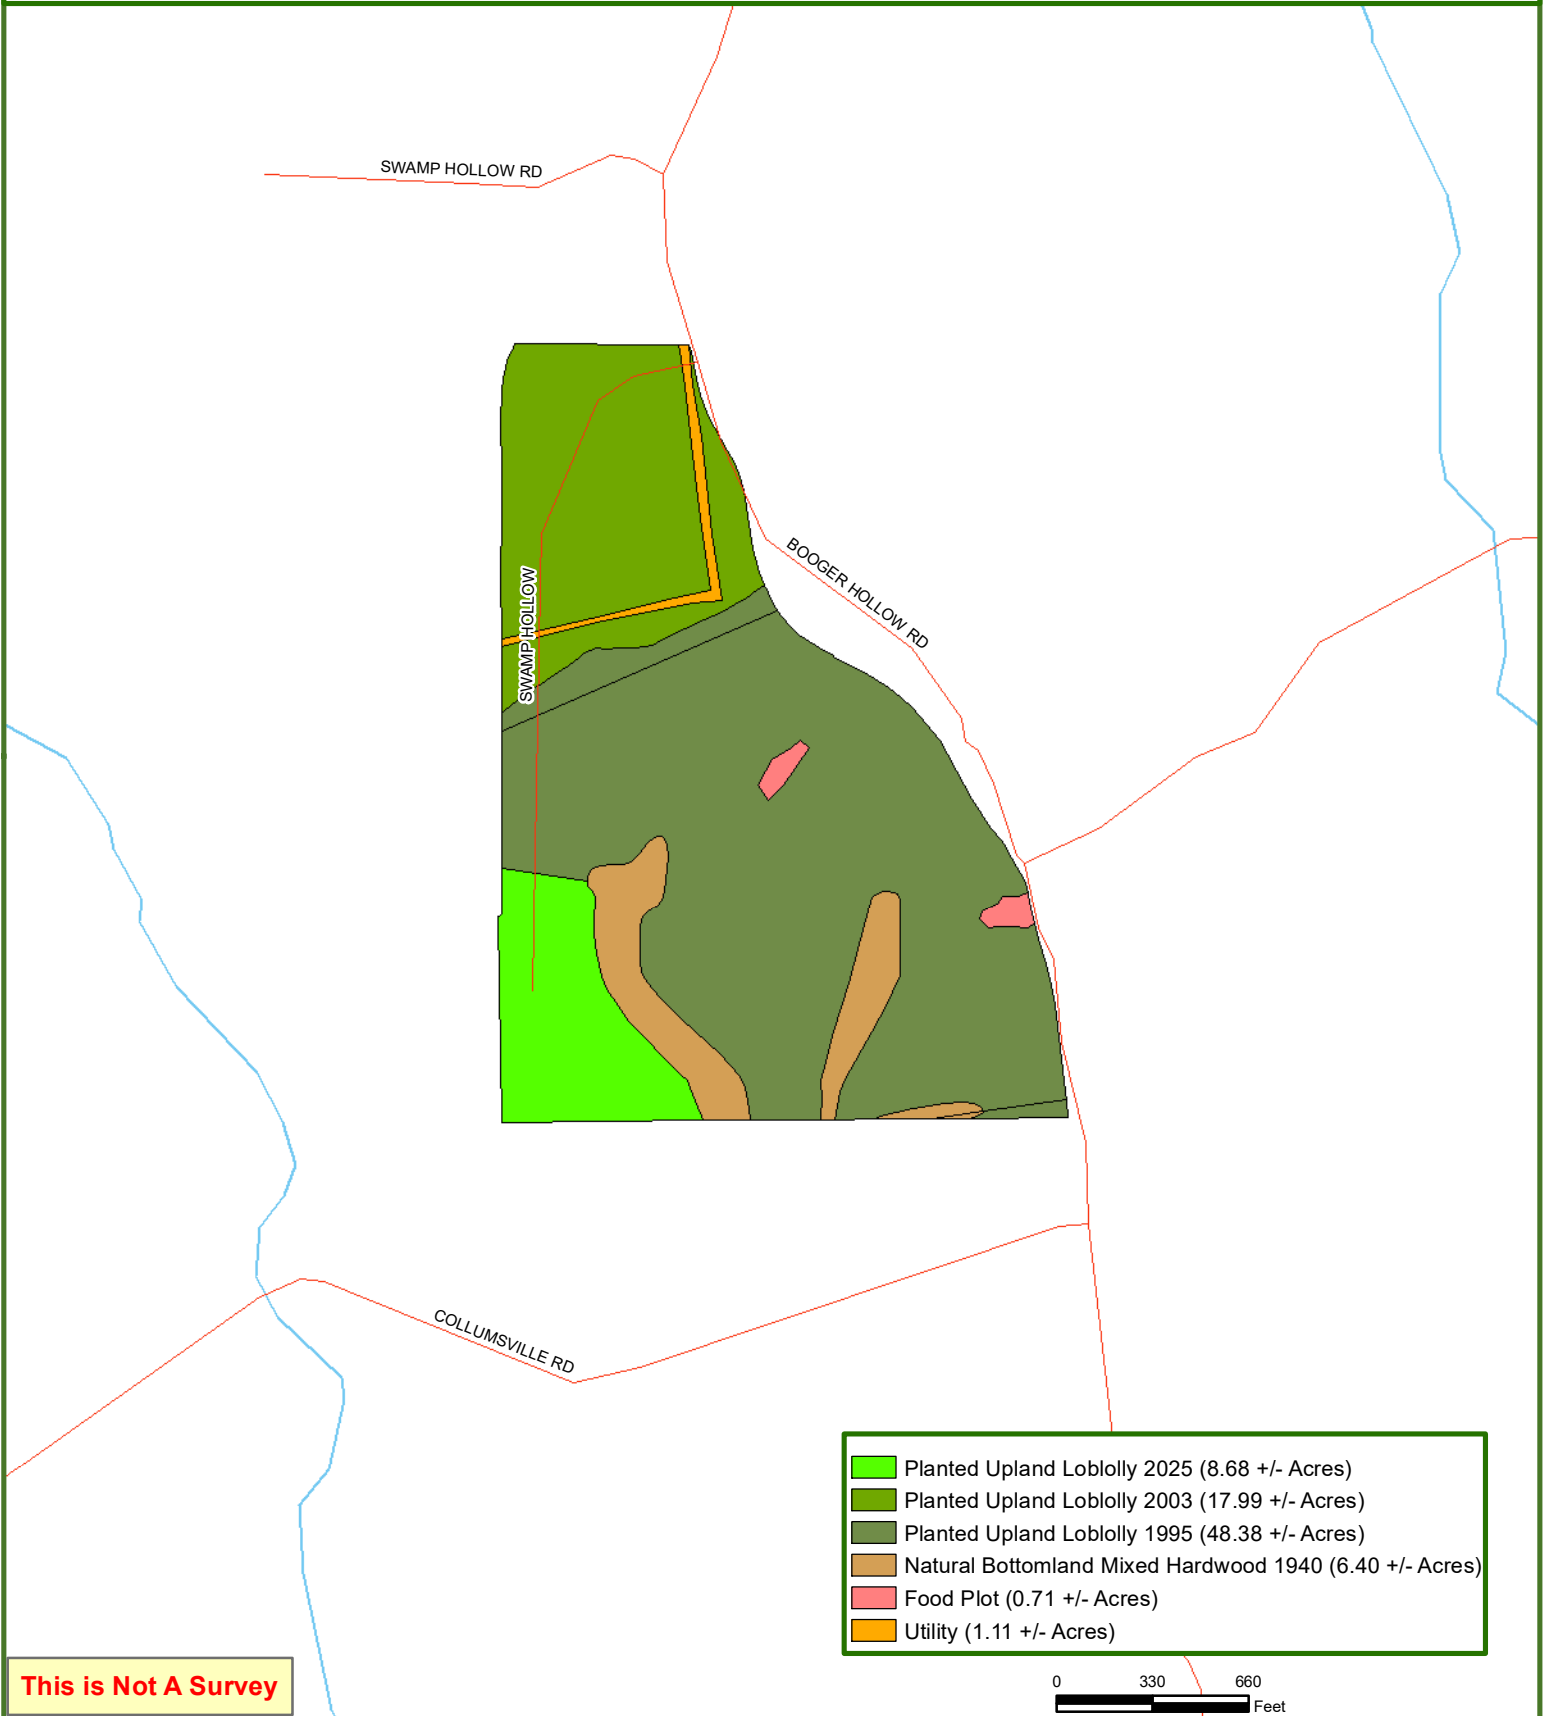 SWAMP HOLLOW RD
BOOGER HOLLOW RD
SWAMP HOLLOW
COLLUMSVILLE RD
Planted Upland Loblolly 2025 (8.68 +/- Acres)
Planted Upland Loblolly 2003 (17.99 +/- Acres)
Planted Upland Loblolly 1995 (48.38 +/- Acres)
Natural Bottomland Mixed Hardwood 1940 (6.40 +/- Acres)
Food Plot (0.71 +/- Acres)
Utility (1.11 +/- Acres)
This is Not A Survey
0 330 660
Feet